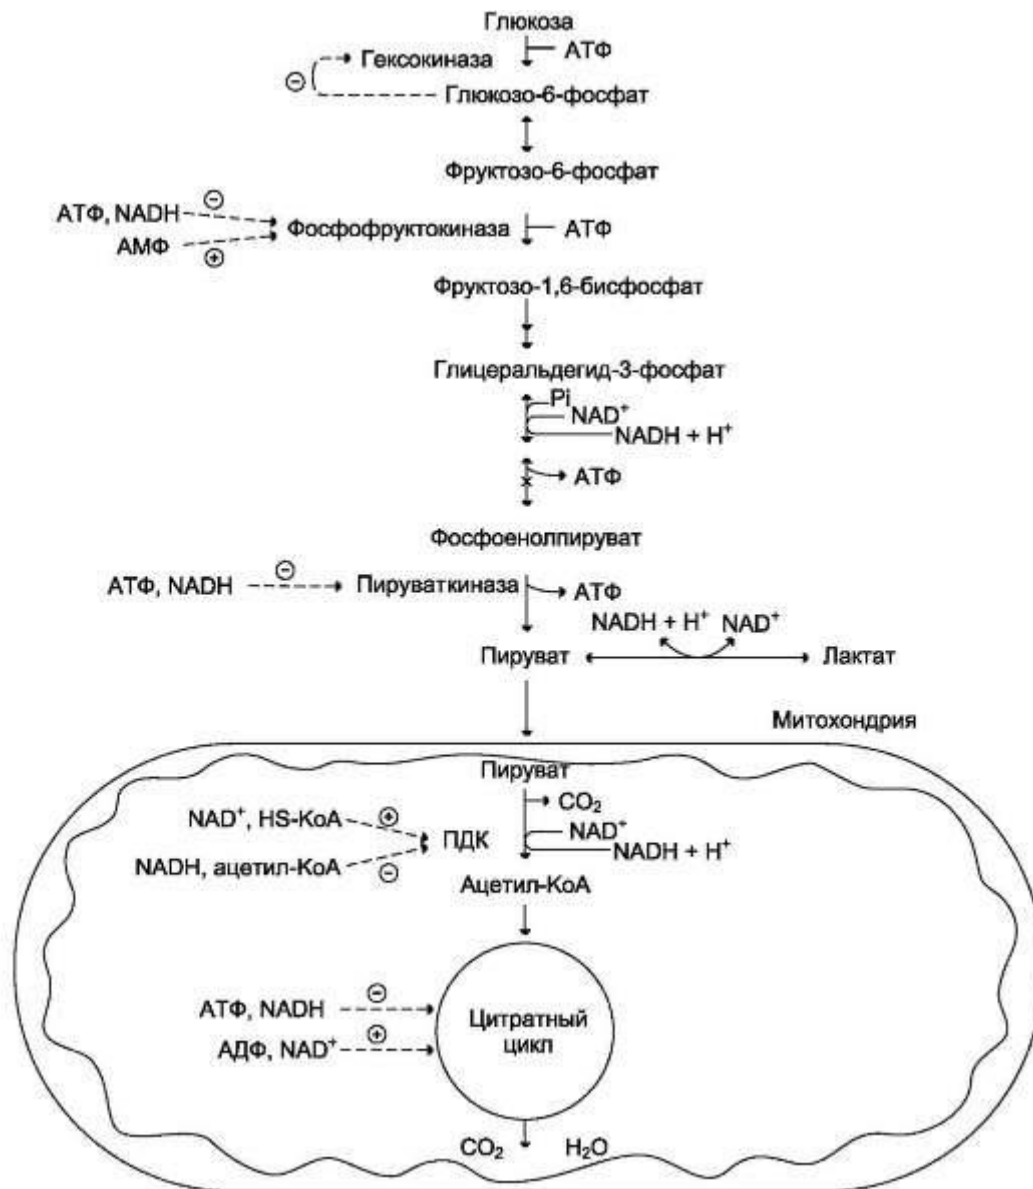 Глюкоза
Гексокиназа АТФ
⊖
Глюкозо-6-фосфат
Фруктозо-6-фосфат
⊖
АТФ, NADH
Фосфофруктокиназа АТФ
АМФ
⊕
Фруктозо-1,6-бисфосфат
Глицеральдегид-3-фосфат
Pi
NAD⁺
NADH + H⁺
АТФ
Фосфоенолпируват
⊖
АТФ, NADH Пируваткиназа АТФ
NADH + H⁺ NAD⁺
Пируват Лактат
Митохондрия
Пируват
CO₂
NAD⁺, HS-КоА ⊕
NAD⁺
ПДК
NADH + H⁺
NADH, ацетил-КоА ⊖
Ацетил-КоА
⊖
АТФ, NADH
Цитратный
цикл
⊕
АДФ, NAD⁺
CO₂ H₂O